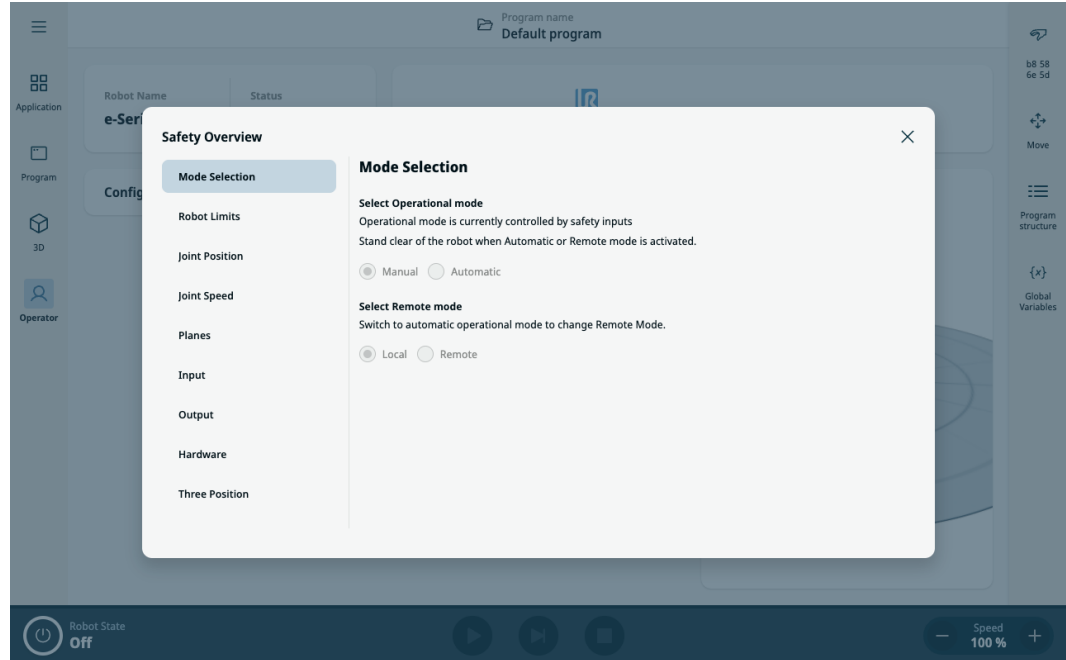 Program name
Default program
b8 58
6e 5d
Application
Robot Name
Status
e-Seri
Move
Safety Overview
Mode Selection
Robot Limits
Joint Position
Joint Speed
Planes
Input
Output
Hardware
Three Position
Mode Selection
Select Operational mode
Operational mode is currently controlled by safety inputs
Stand clear of the robot when Automatic or Remote mode is activated.
Manual Automatic
Select Remote mode
Switch to automatic operational mode to change Remote Mode.
Local Remote
Program
Config
3D
Operator
Program
structure
{x}
Global
Variables
Robot State
Off
Speed
100 %